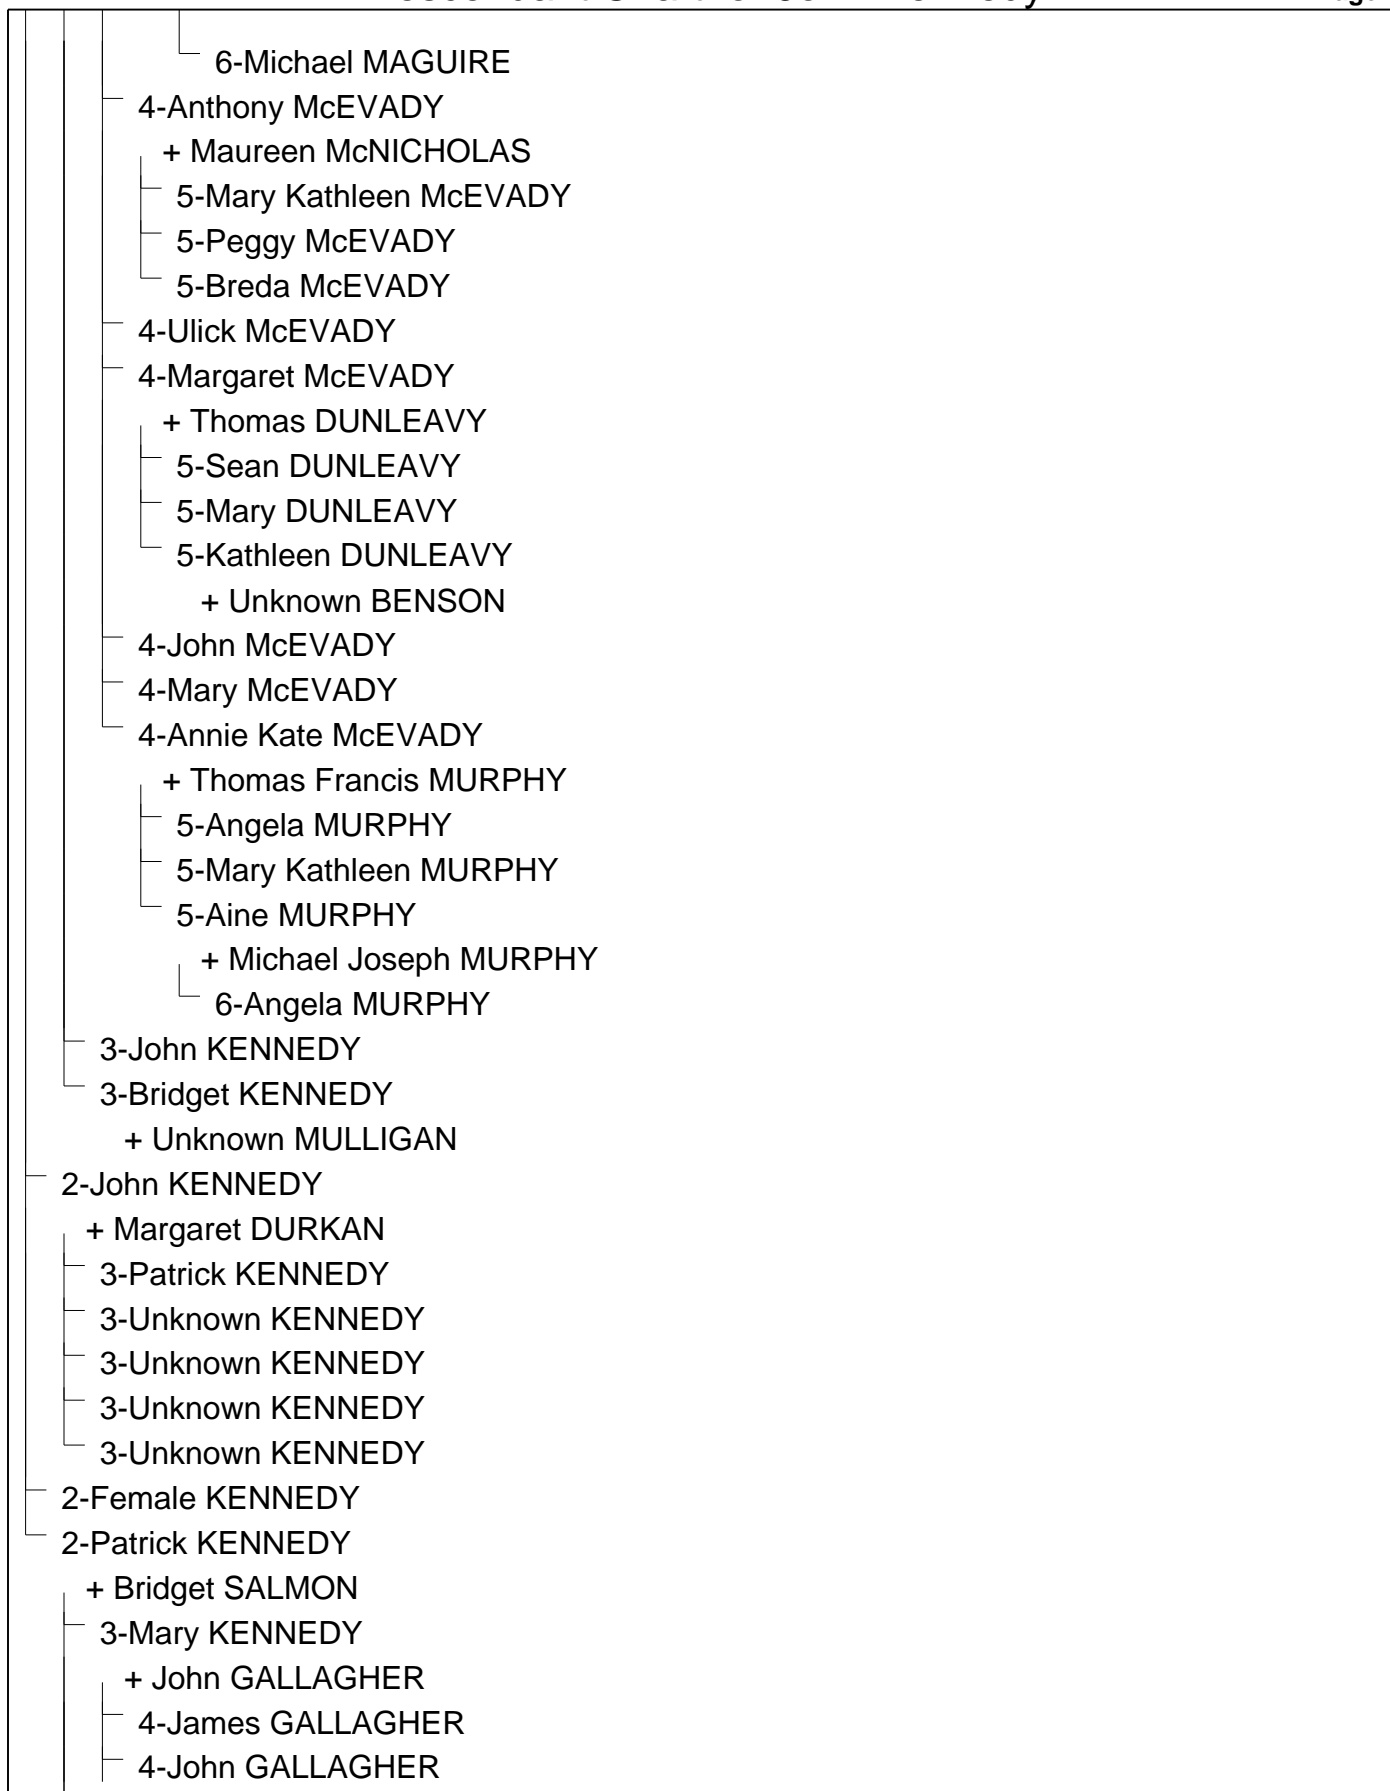 6-Michael MAGUIRE
4-Anthony McEVADY
+ Maureen McNICHOLAS
5-Mary Kathleen McEVADY
5-Peggy McEVADY
5-Breda McEVADY
4-Ulick McEVADY
4-Margaret McEVADY
+ Thomas DUNLEAVY
5-Sean DUNLEAVY
5-Mary DUNLEAVY
5-Kathleen DUNLEAVY
+ Unknown BENSON
4-John McEVADY
4-Mary McEVADY
4-Annie Kate McEVADY
+ Thomas Francis MURPHY
5-Angela MURPHY
5-Mary Kathleen MURPHY
5-Aine MURPHY
+ Michael Joseph MURPHY
6-Angela MURPHY
3-John KENNEDY
3-Bridget KENNEDY
+ Unknown MULLIGAN
2-John KENNEDY
+ Margaret DURKAN
3-Patrick KENNEDY
3-Unknown KENNEDY
3-Unknown KENNEDY
3-Unknown KENNEDY
3-Unknown KENNEDY
2-Female KENNEDY
2-Patrick KENNEDY
+ Bridget SALMON
3-Mary KENNEDY
+ John GALLAGHER
4-James GALLAGHER
4-John GALLAGHER